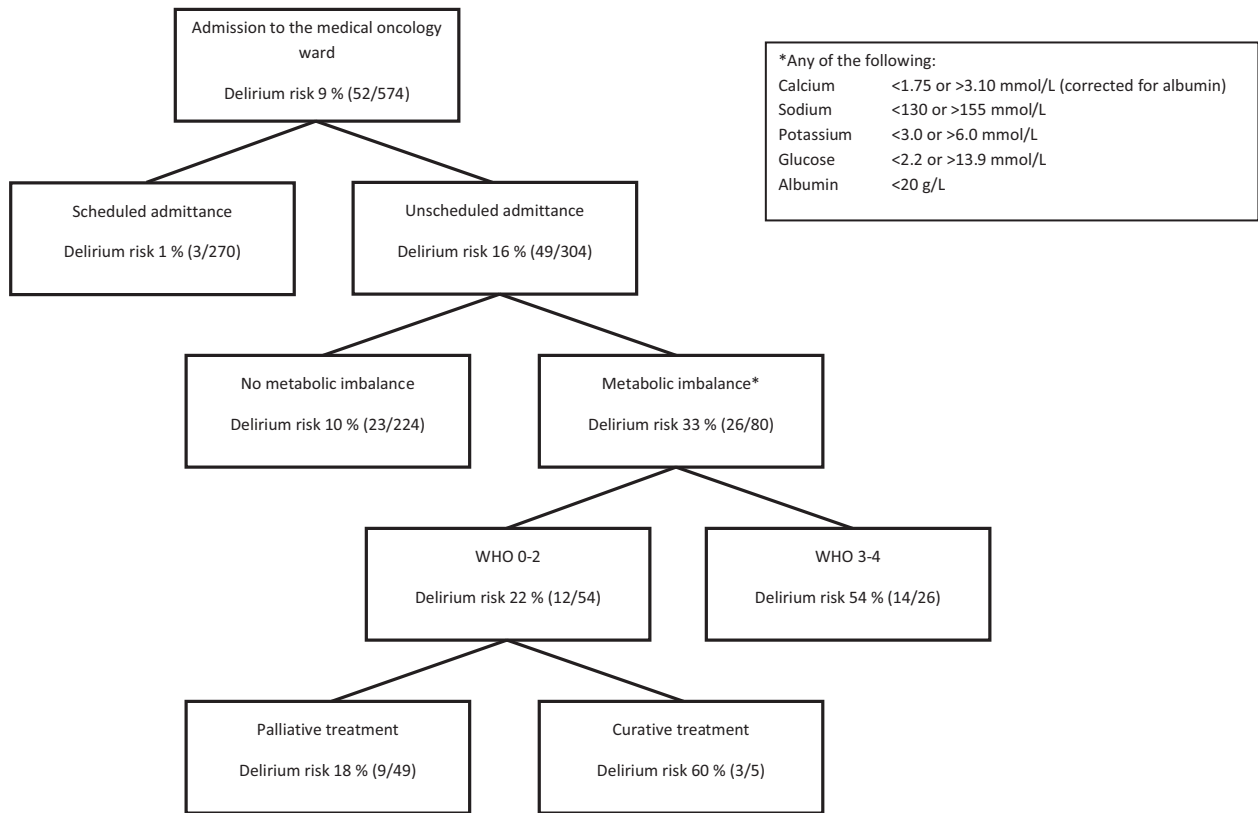 Admission to the medical oncology
ward
Delirium risk 9 % (52/574)
*Any of the following:
Calcium <1.75 or >3.10 mmol/L (corrected for albumin)
Sodium <130 or >155 mmol/L
Potassium <3.0 or >6.0 mmol/L
Glucose <2.2 or >13.9 mmol/L
Albumin <20 g/L
Scheduled admittance
Delirium risk 1 % (3/270)
Unscheduled admittance
Delirium risk 16 % (49/304)
No metabolic imbalance
Delirium risk 10 % (23/224)
Metabolic imbalance*
Delirium risk 33 % (26/80)
WHO 0-2
Delirium risk 22 % (12/54)
WHO 3-4
Delirium risk 54 % (14/26)
Palliative treatment
Delirium risk 18 % (9/49)
Curative treatment
Delirium risk 60 % (3/5)